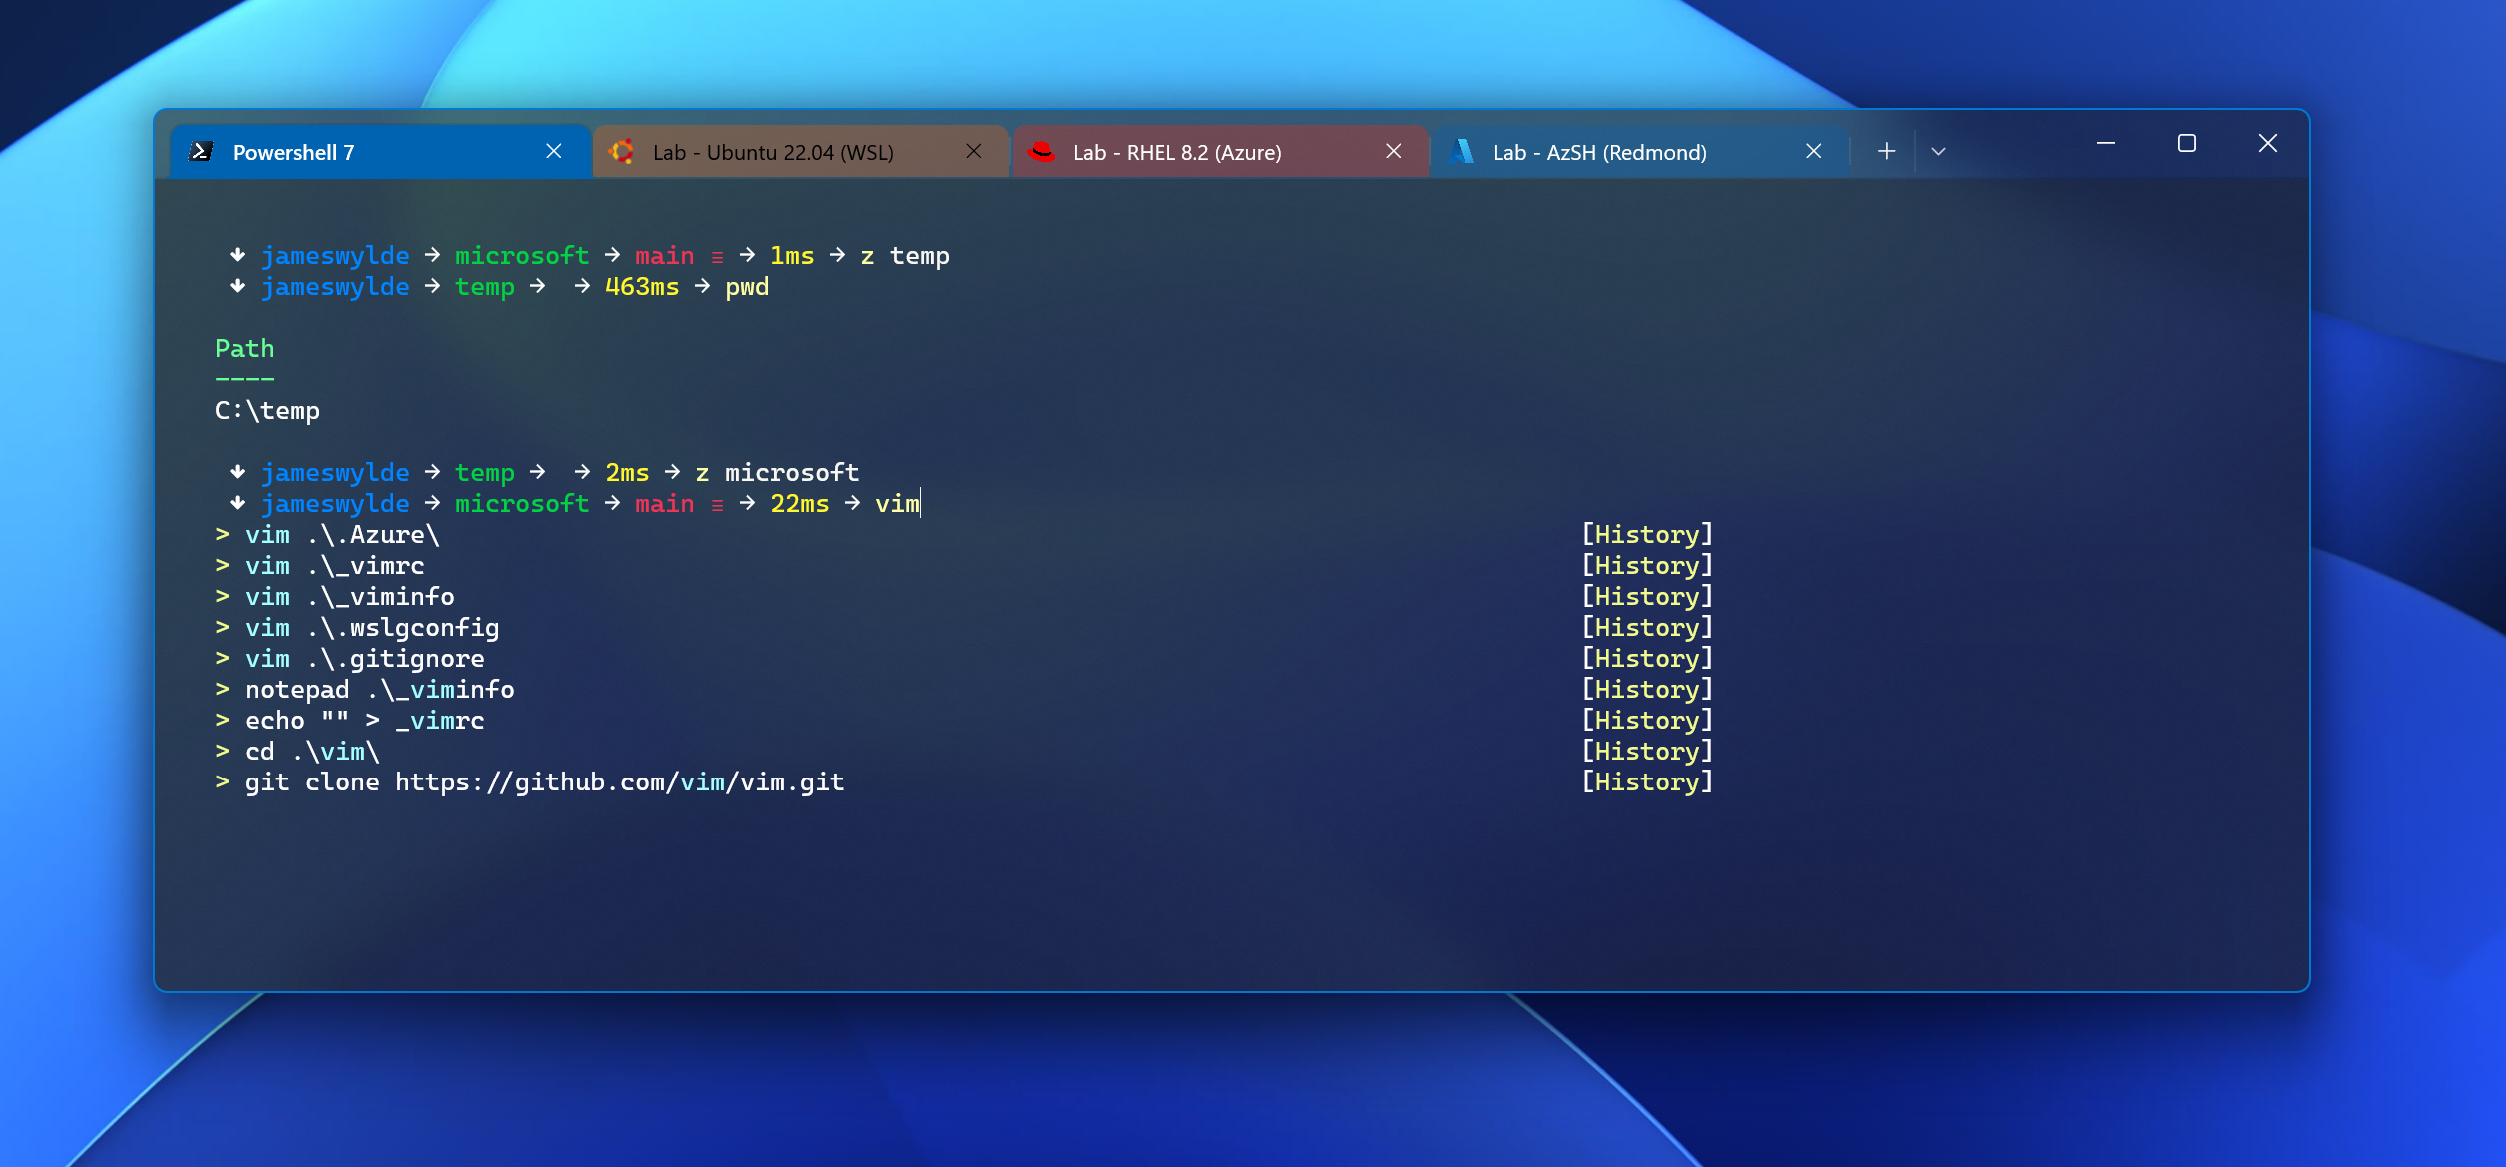 Powershell 7 Lab - Ubuntu 22.04 (WSL) Lab - RHEL 8.2 (Azure) Lab - AzSH (Redmond)
↓ jameswylde → microsoft → main ≡ → 1ms → z temp
↓ jameswylde → temp → → 463ms → pwd
Path
----
C:\temp
↓ jameswylde → temp → → 2ms → z microsoft
↓ jameswylde → microsoft → main ≡ → 22ms → vim
> vim .\.Azure\ [History]
> vim .\_vimrc [History]
> vim .\_viminfo [History]
> vim .\.wslgconfig [History]
> vim .\.gitignore [History]
> notepad .\_viminfo [History]
> echo "" > _vimrc [History]
> cd .\vim\ [History]
> git clone https://github.com/vim/vim.git [History]